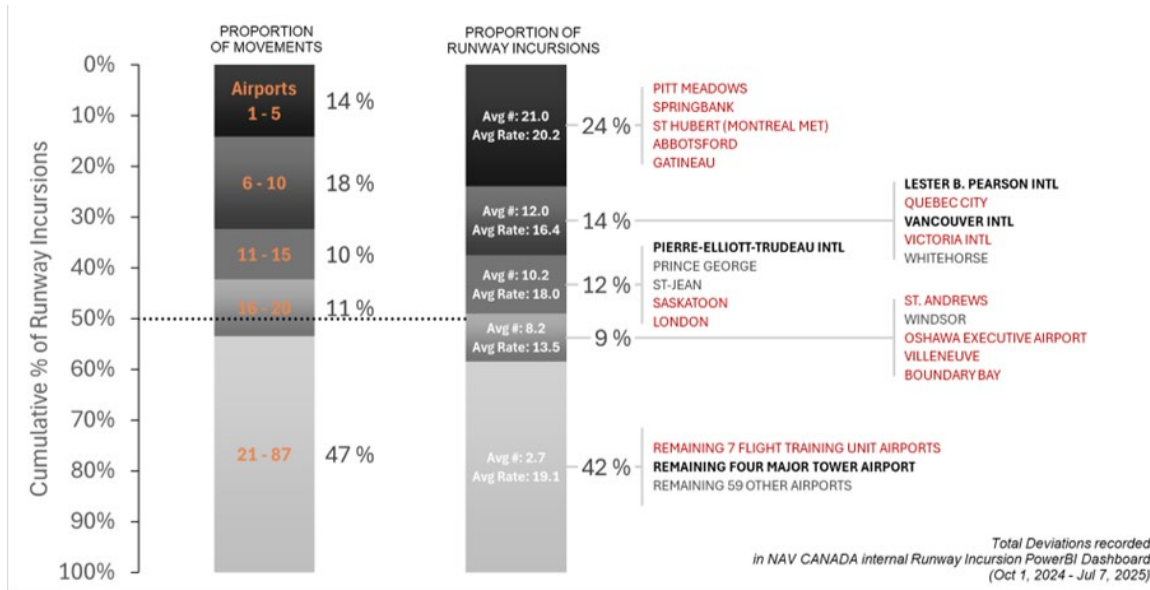 PROPORTION
OF MOVEMENTS
PROPORTION OF
RUNWAY INCURSIONS
Cumulative % of Runway Incursions
0%
10%
20%
30%
40%
50%
60%
70%
80%
90%
100%
Airports
1 - 5
14 %
6 - 10
18 %
11 - 15
10 %
16 - 20
11 %
21 - 87
47 %
Avg #: 21.0
Avg Rate: 20.2
24 %
PITT MEADOWS
SPRINGBANK
ST HUBERT (MONTREAL MET)
ABBOTSFORD
GATINEAU
Avg #: 12.0
Avg Rate: 16.4
14 %
LESTER B. PEARSON INTL
QUEBEC CITY
VANCOUVER INTL
VICTORIA INTL
WHITEHORSE
Avg #: 10.2
Avg Rate: 18.0
12 %
PIERRE-ELLIOTT-TRUDEAU INTL
PRINCE GEORGE
ST-JEAN
SASKATOON
LONDON
Avg #: 8.2
Avg Rate: 13.5
9 %
ST. ANDREWS
WINDSOR
OSHAWA EXECUTIVE AIRPORT
VILLENEUVE
BOUNDARY BAY
Avg #: 2.7
Avg Rate: 19.1
42 %
REMAINING 7 FLIGHT TRAINING UNIT AIRPORTS
REMAINING FOUR MAJOR TOWER AIRPORT
REMAINING 59 OTHER AIRPORTS
Total Deviations recorded
in NAV CANADA internal Runway Incursion PowerBI Dashboard
(Oct 1, 2024 - Jul 7, 2025)